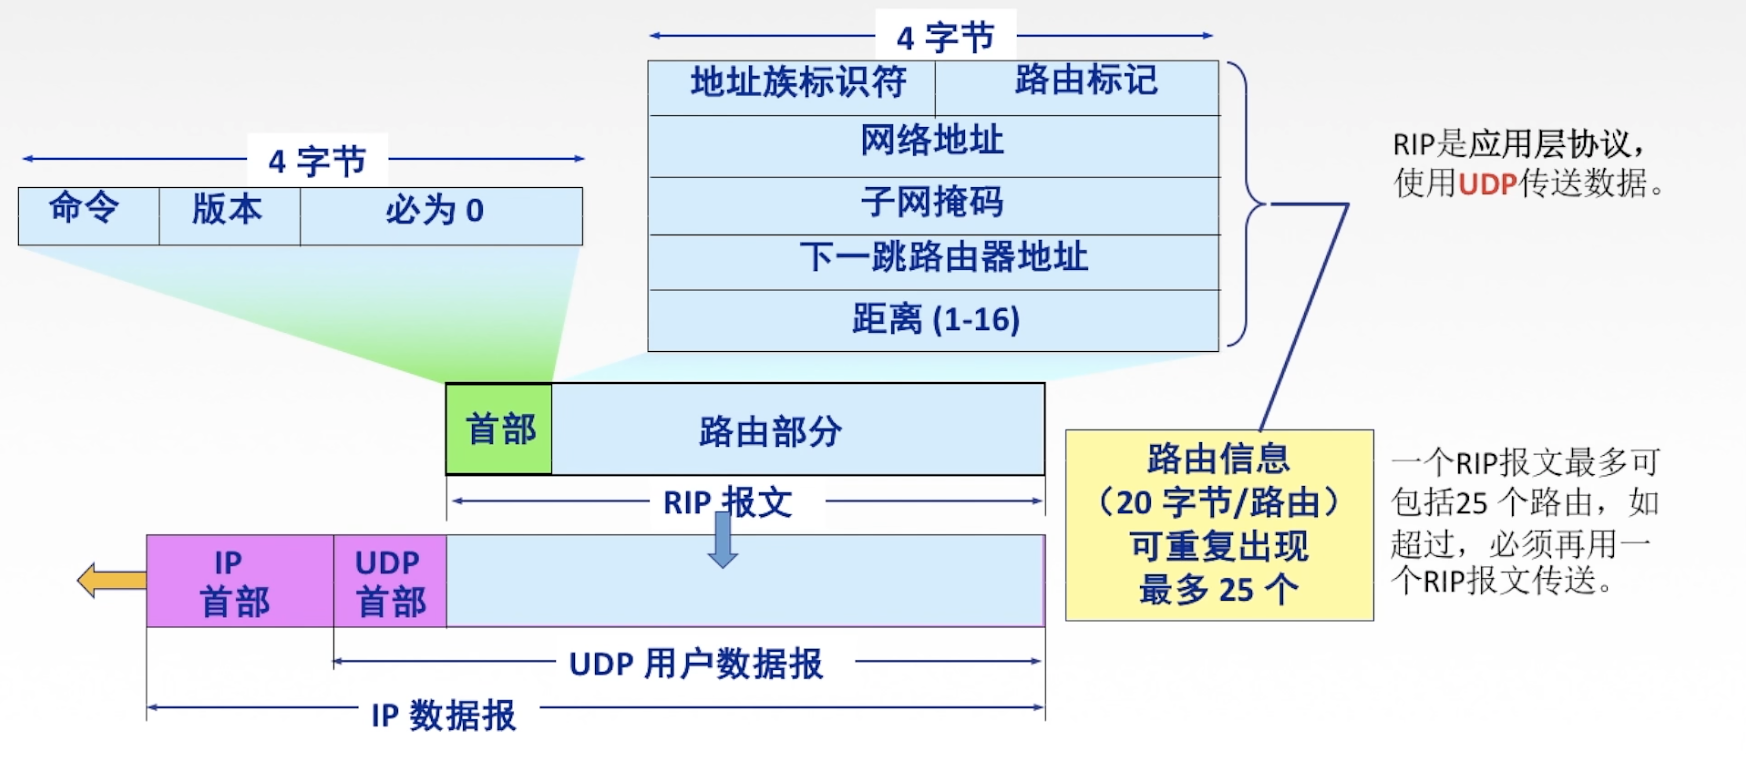 4 字节
地址族标识符
路由标记
网络地址
子网掩码
下一跳路由器地址
距离 (1-16)
4 字节
命令
版本
必为 0
RIP是应用层协议，
使用UDP传送数据。
首部
路由部分
RIP 报文
路由信息
（20 字节/路由）
可重复出现
最多 25 个
一个RIP报文最多可
包括25 个路由，如
超过，必须再用一
个RIP报文传送。
IP
首部
UDP
首部
UDP 用户数据报
IP 数据报